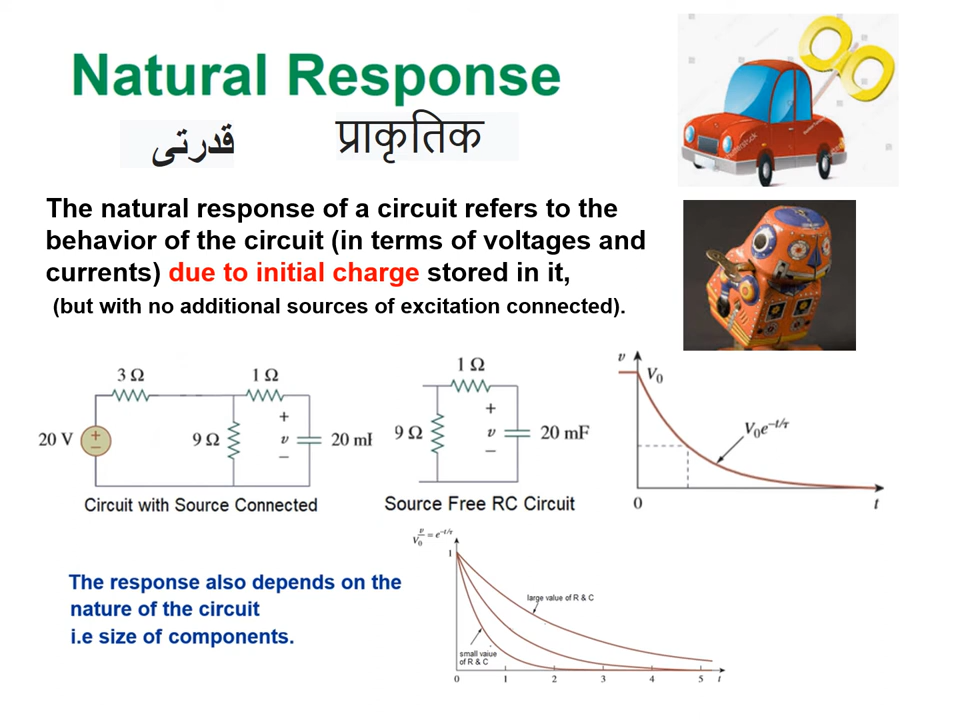 Natural Response
قدرتی
प्राकृतिक
The natural response of a circuit refers to the
behavior of the circuit (in terms of voltages and
currents) due to initial charge stored in it,
(but with no additional sources of excitation connected).
3 Ω
1 Ω
20 V
+
−
9 Ω
+
v
−
20 mF
Circuit with Source Connected
1 Ω
9 Ω
+
v
−
20 mF
Source Free RC Circuit
v
V₀
V₀e^−t/τ
0
t
v/V₀ = e^−t/τ
1
large value of R & C
small value
of R & C
0 1 2 3 4 5 t
The response also depends on the
nature of the circuit
i.e size of components.